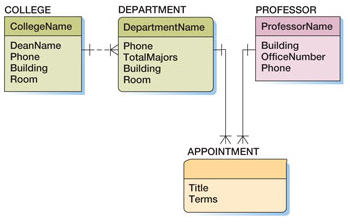 COLLEGE
CollegeName
DeanName
Phone
Building
Room
DEPARTMENT
DepartmentName
Phone
TotalMajors
Building
Room
PROFESSOR
ProfessorName
Building
OfficeNumber
Phone
APPOINTMENT
Title
Terms